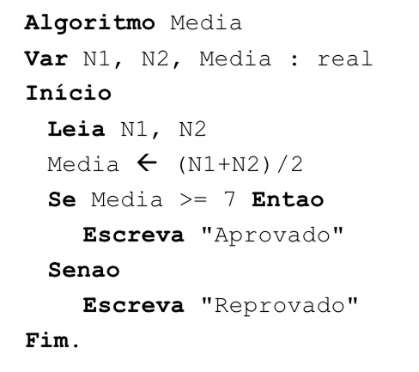 Algoritmo Media
Var N1, N2, Media : real
Início
Leia N1, N2
Media ← (N1+N2)/2
Se Media >= 7 Entao
Escreva "Aprovado"
Senao
Escreva "Reprovado"
Fim.